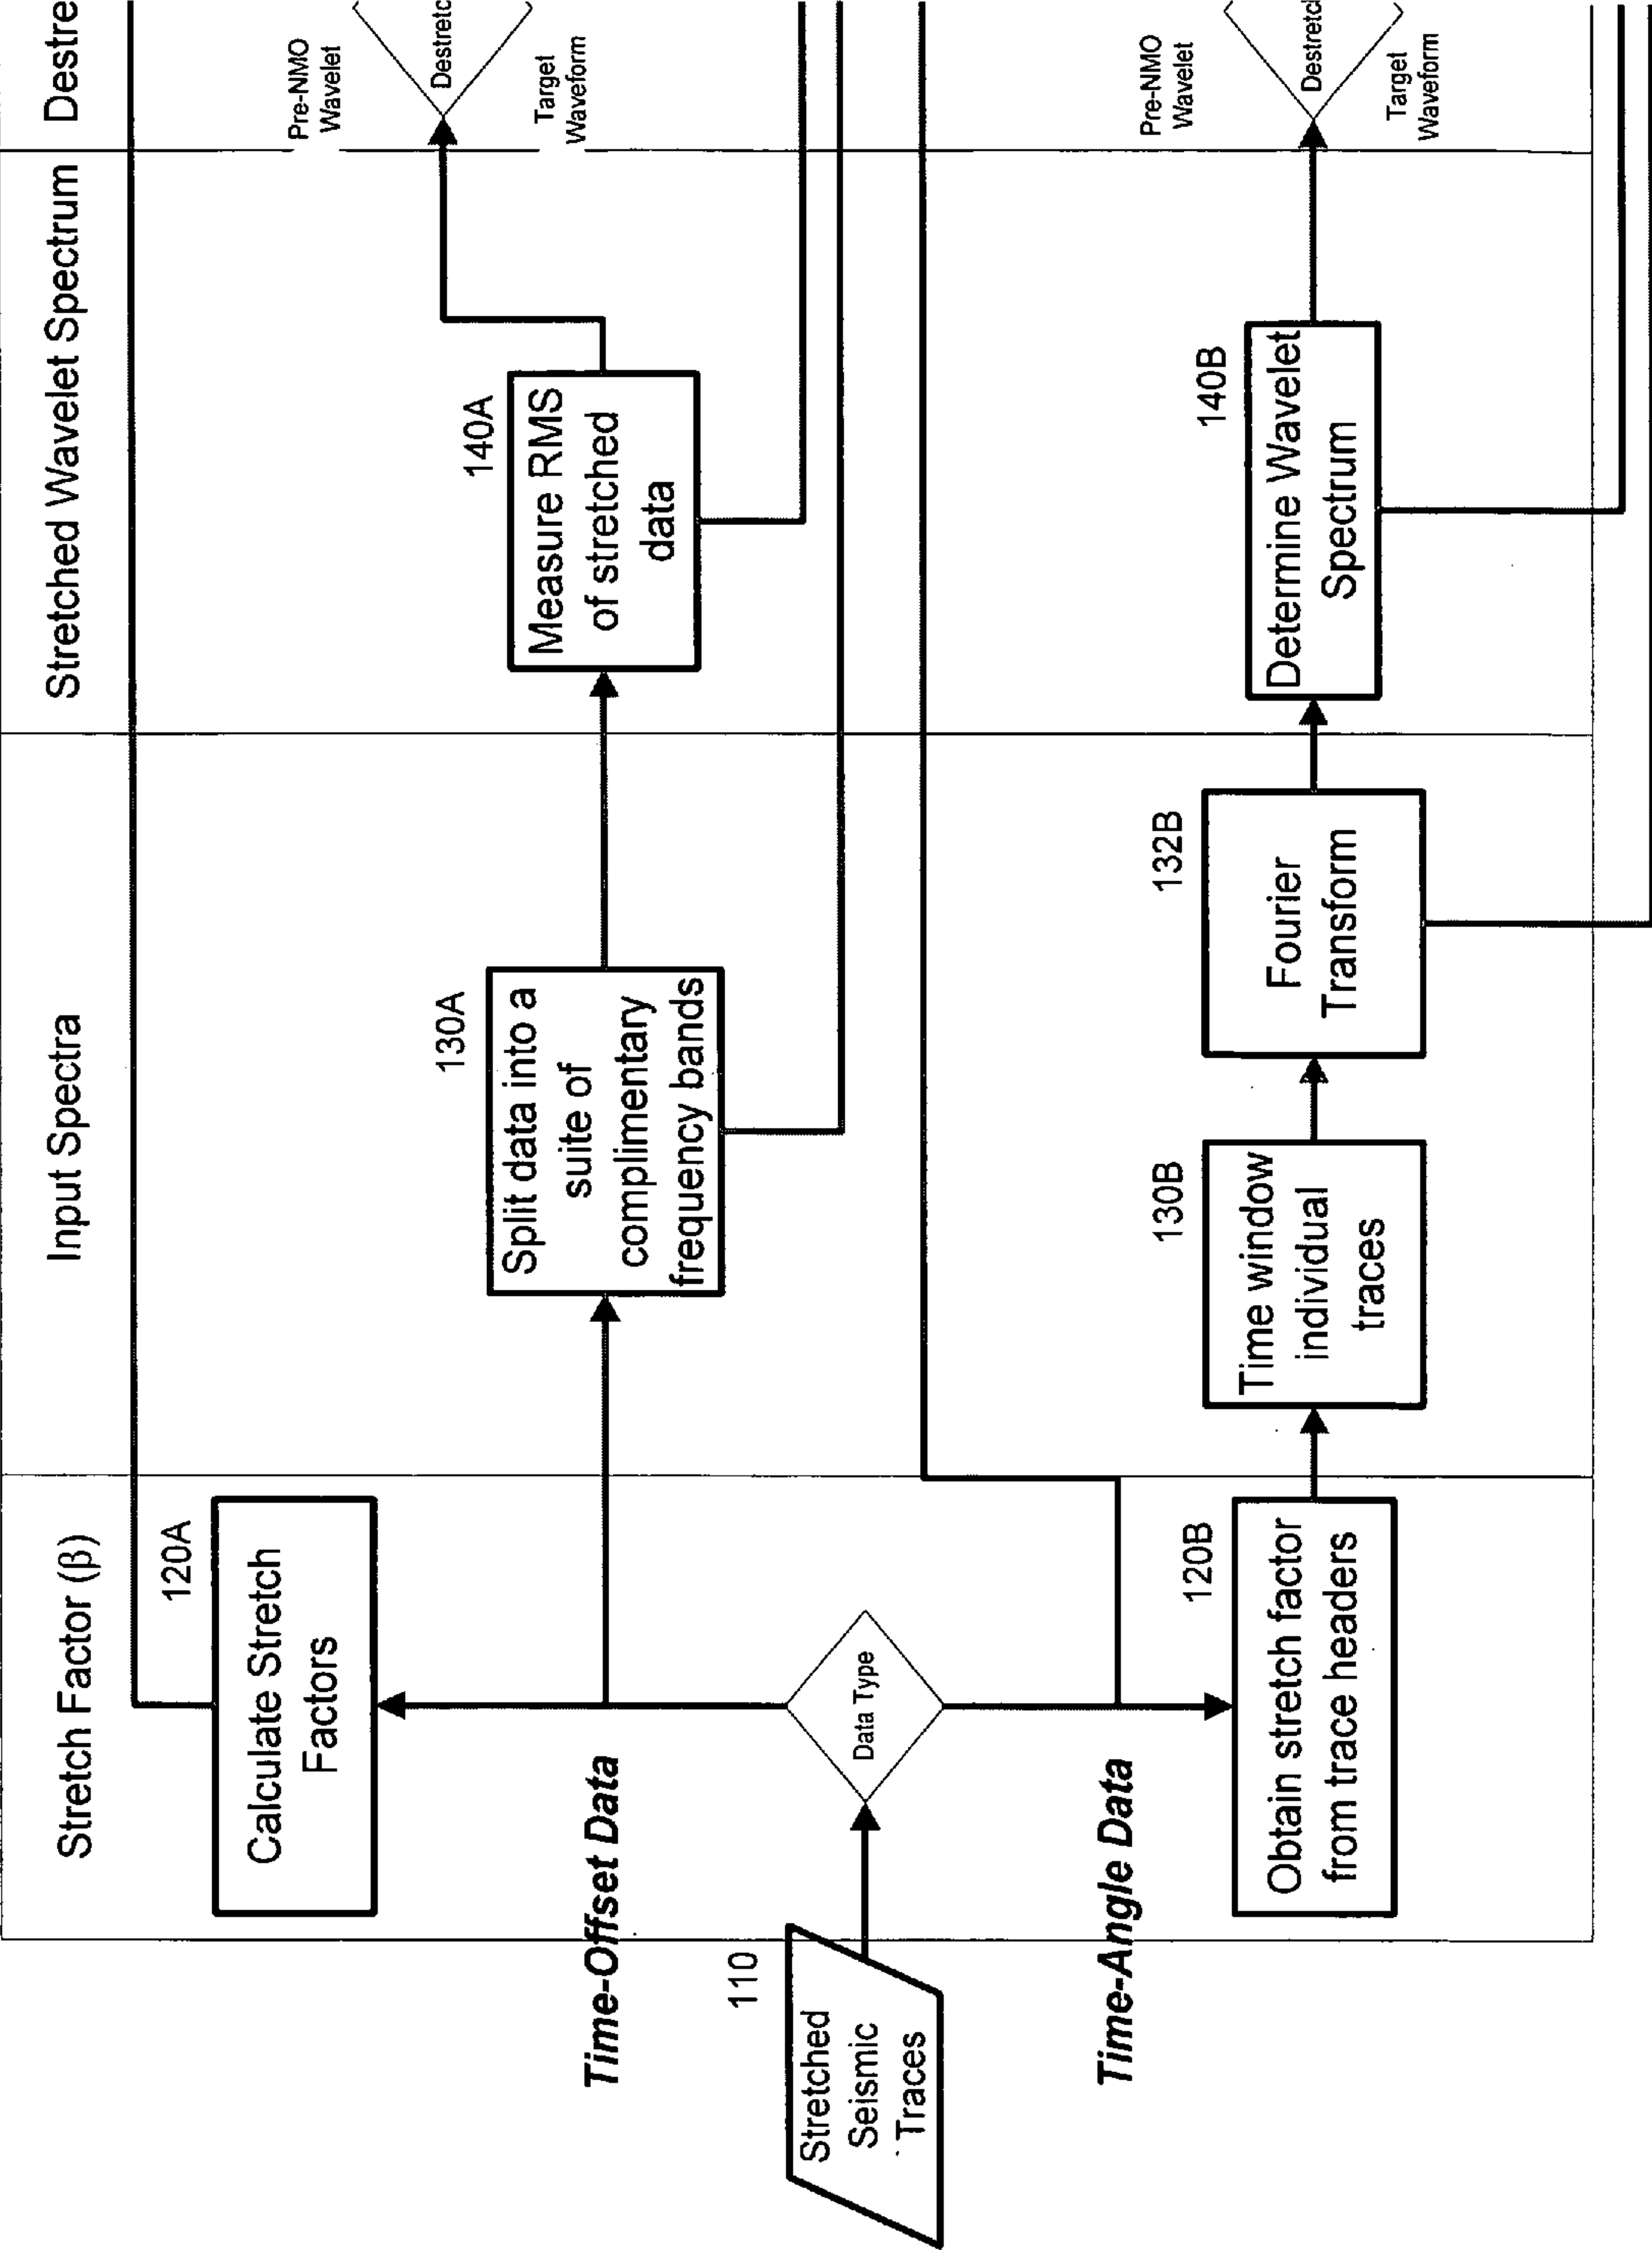 Stretch Factor (β)
Input Spectra
Stretched Wavelet Spectrum
Destre
120A
Calculate Stretch
Factors
Pre-NMO
Wavelet
Destretc
Target
Waveform
140A
Measure RMS
of stretched
data
130A
Split data into a
suite of
complimentary
frequency bands
Time-Offset Data
110
Stretched
Seismic
Traces
Data Type
Time-Angle Data
120B
Obtain stretch factor
from trace headers
130B
Time window
individual
traces
132B
Fourier
Transform
140B
Determine Wavelet
Spectrum
Pre-NMO
Wavelet
Destretcl
Target
Waveform